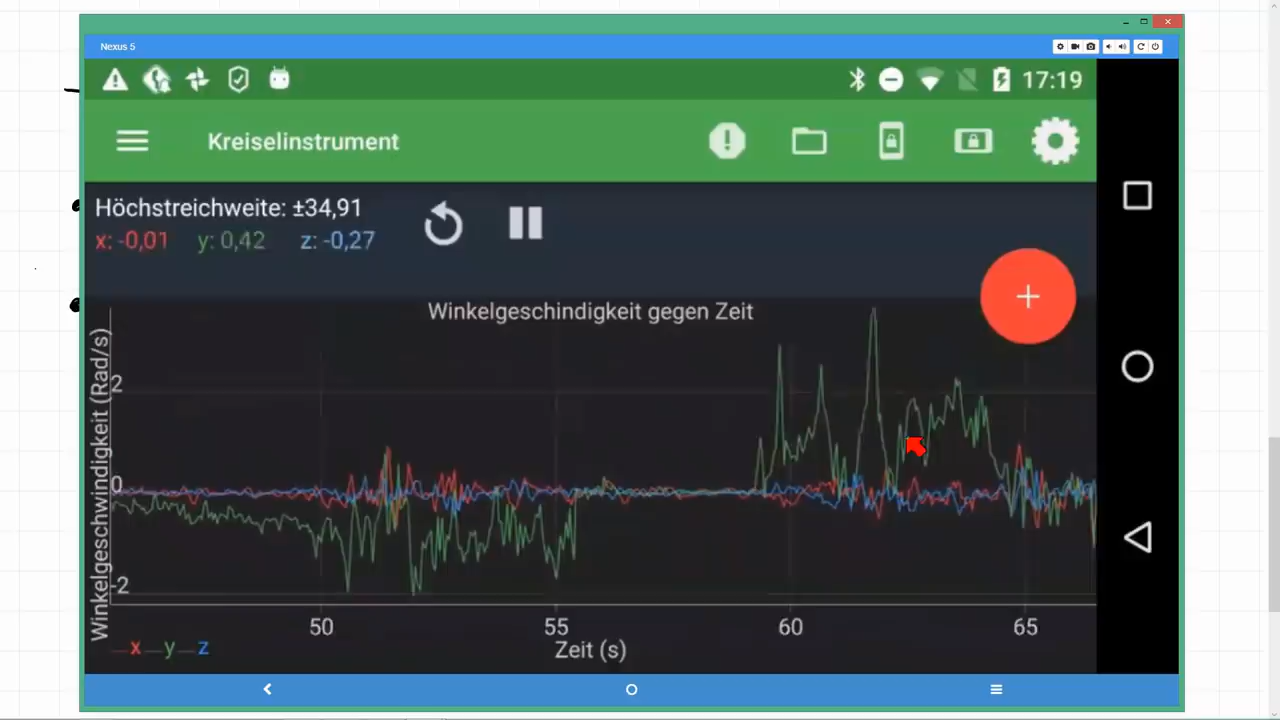 Nexus 5
17:19
Kreiselinstrument
Höchstreichweite: ±34,91
x: -0,01 y: 0,42 z: -0,27
Winkelgeschindigkeit gegen Zeit
Winkelgeschwindigkeit (Rad/s)
2
0
-2
50 55 60 65
x y z
Zeit (s)